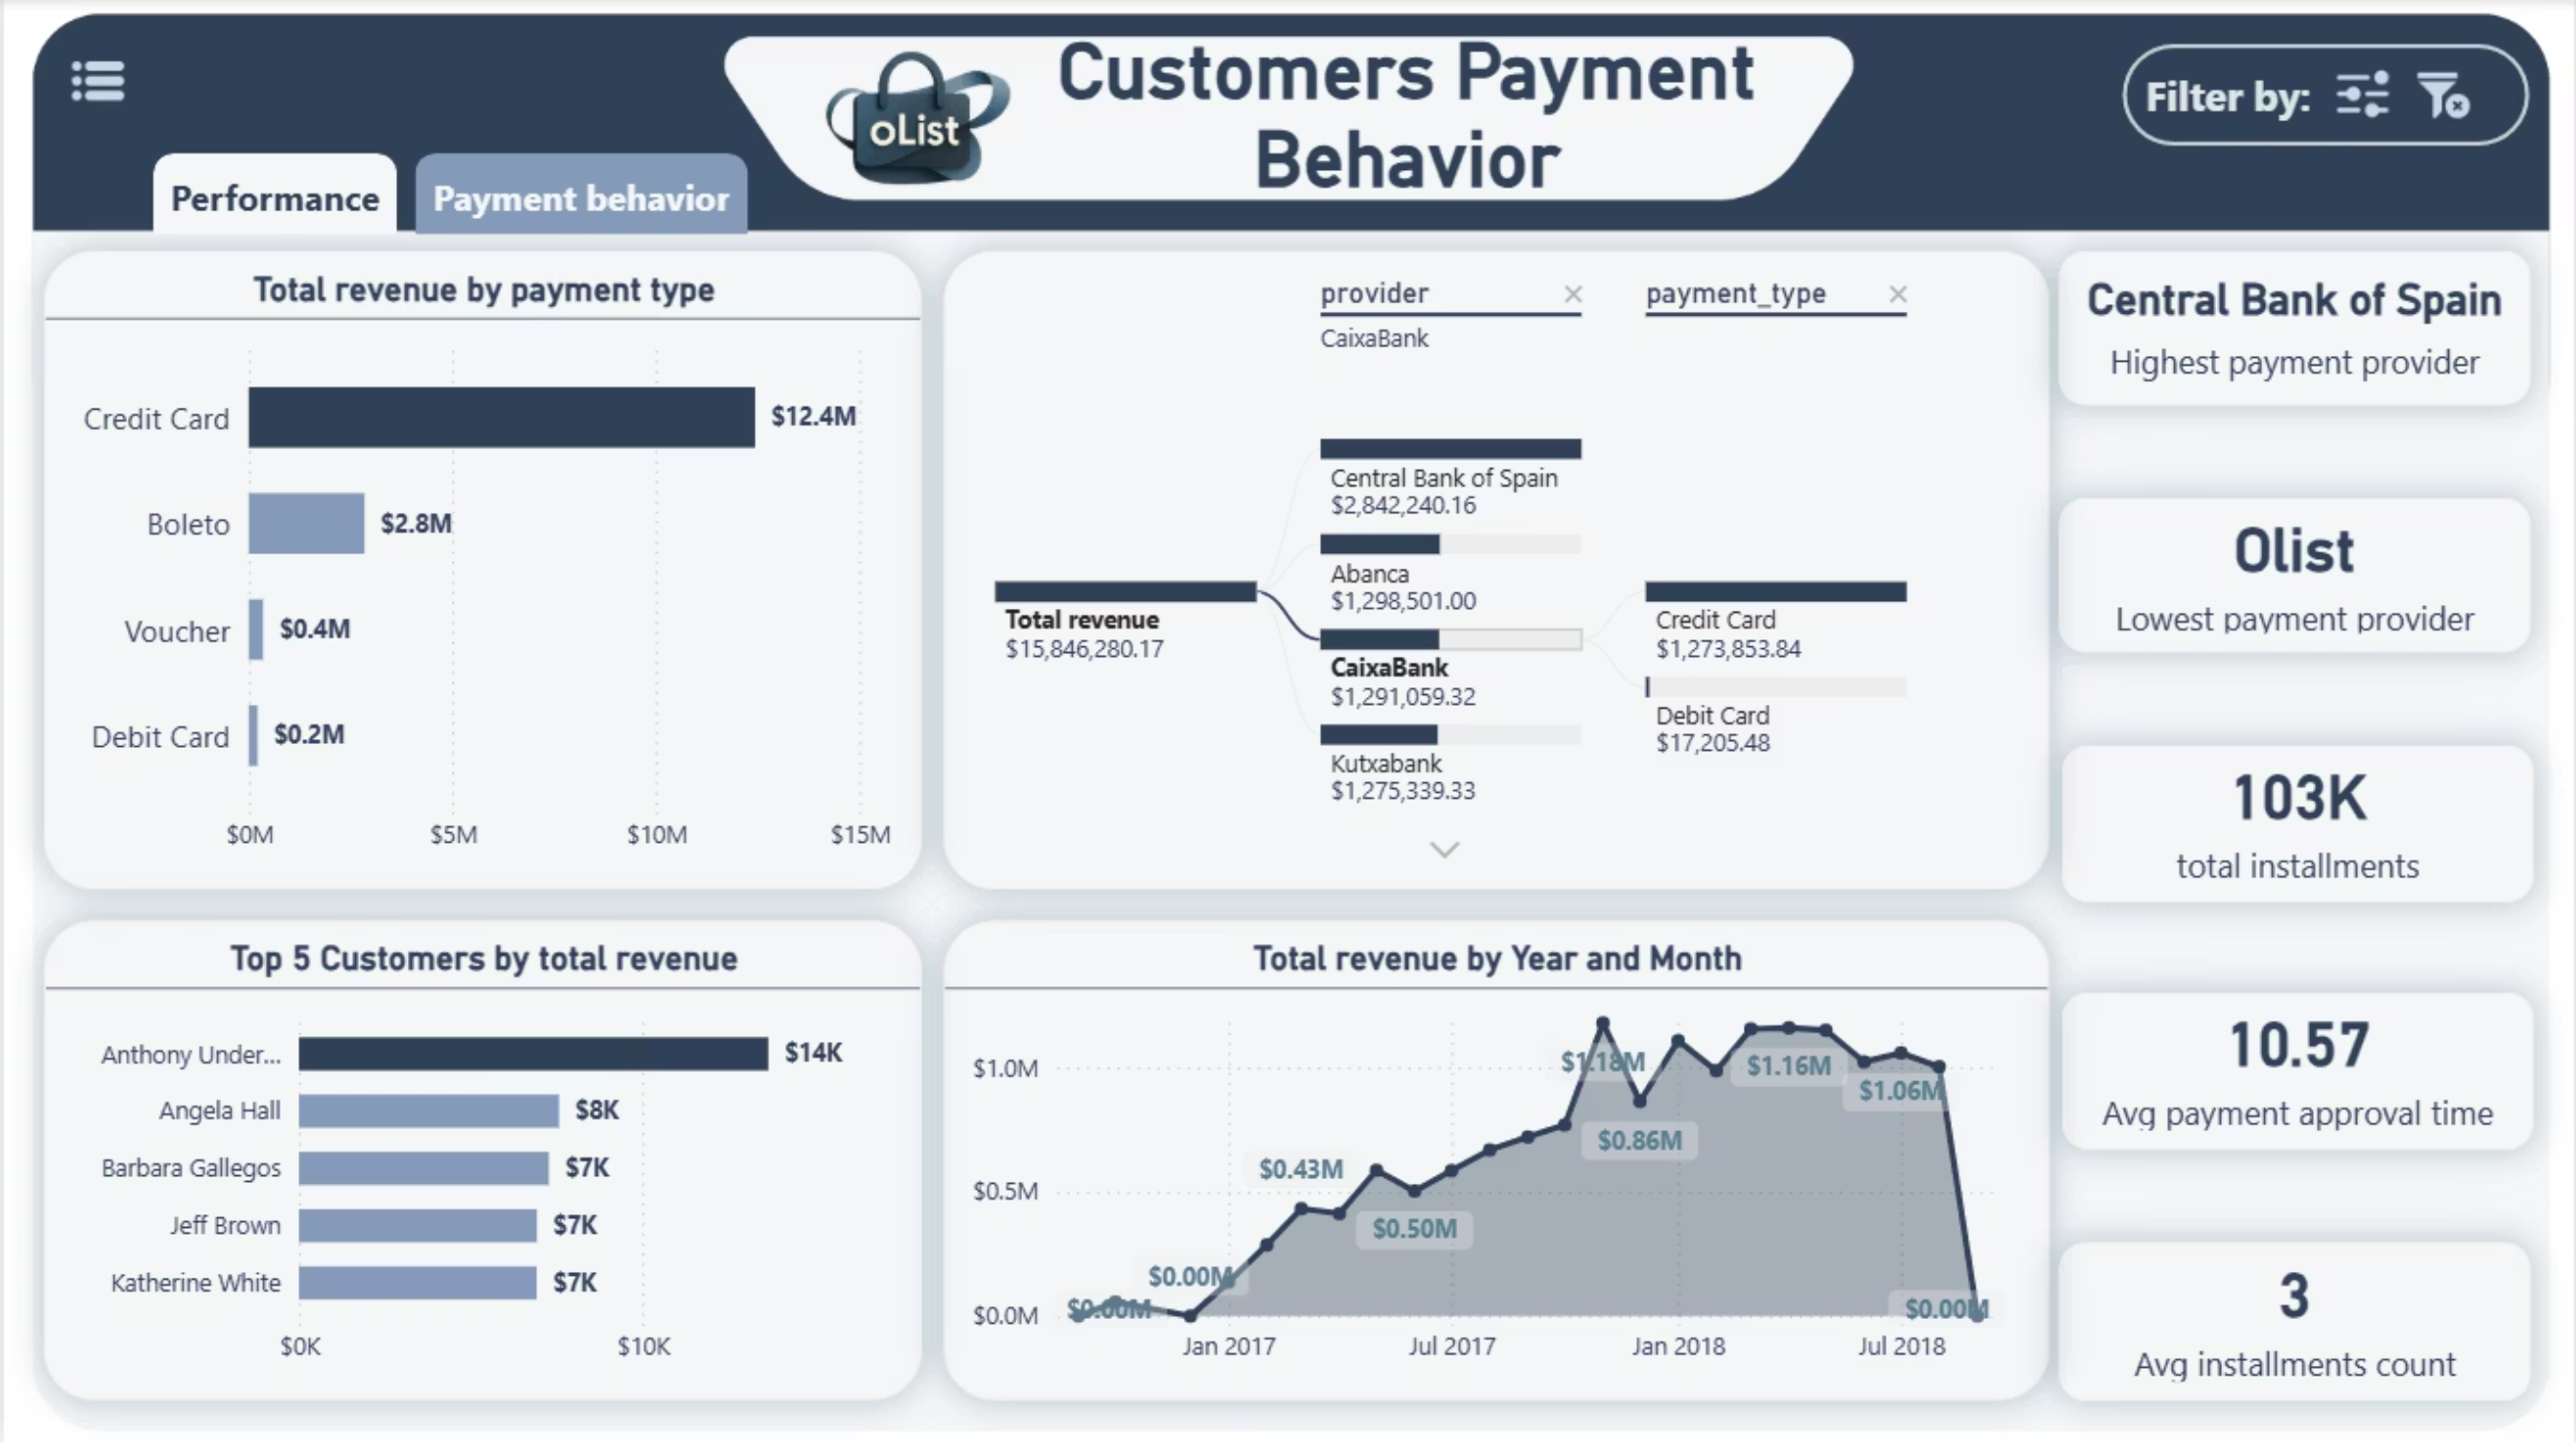 Customers Payment
Behavior
oList
Filter by:
Performance
Payment behavior
Total revenue by payment type
Credit Card
$12.4M
Boleto
$2.8M
Voucher
$0.4M
Debit Card
$0.2M
$0M
$5M
$10M
$15M
provider
payment_type
CaixaBank
Total revenue
$15,846,280.17
Central Bank of Spain
$2,842,240.16
Abanca
$1,298,501.00
CaixaBank
$1,291,059.32
Kutxabank
$1,275,339.33
Credit Card
$1,273,853.84
Debit Card
$17,205.48
Central Bank of Spain
Highest payment provider
Olist
Lowest payment provider
103K
total installments
10.57
Avg payment approval time
3
Avg installments count
Top 5 Customers by total revenue
Anthony Under...
$14K
Angela Hall
$8K
Barbara Gallegos
$7K
Jeff Brown
$7K
Katherine White
$7K
$0K
$10K
Total revenue by Year and Month
$1.0M
$0.5M
$0.0M
$0.00M
$0.00M
$0.43M
$0.50M
$1.18M
$0.86M
$1.16M
$1.06M
$0.00M
Jan 2017
Jul 2017
Jan 2018
Jul 2018